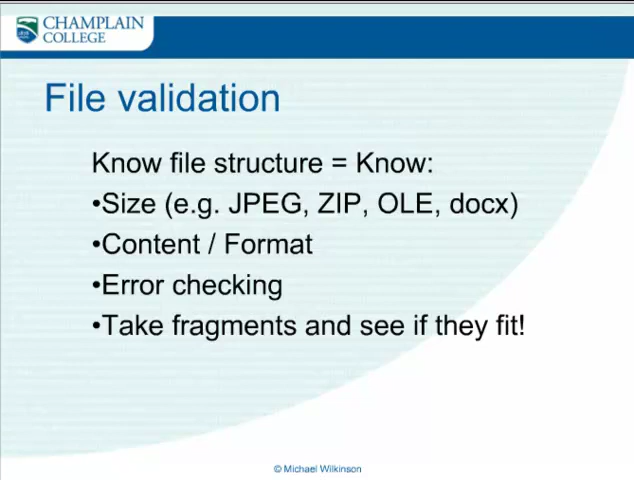 CHAMPLAIN
COLLEGE
File validation
Know file structure = Know:
•Size (e.g. JPEG, ZIP, OLE, docx)
•Content / Format
•Error checking
•Take fragments and see if they fit!
© Michael Wilkinson